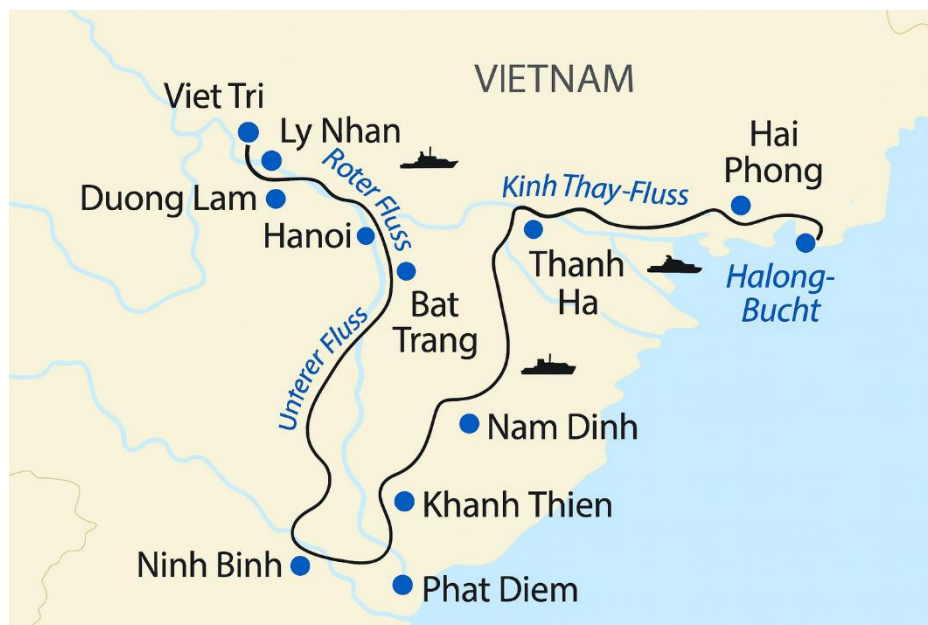 VIETNAM
Viet Tri
Ly Nhan
Hai
Phong
Roter Fluss
Kinh Thay-Fluss
Duong Lam
Hanoi
Thanh
Ha
Halong-
Bucht
Bat
Trang
Unterer Fluss
Nam Dinh
Khanh Thien
Ninh Binh
Phat Diem